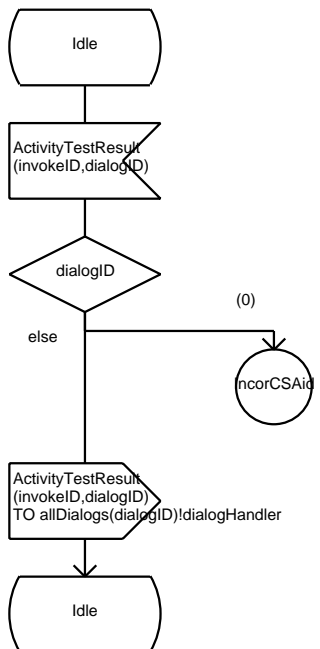 Idle
ActivityTestResult
(invokeID,dialogID)
dialogID
(0)
else
IncorCSAid
ActivityTestResult
(invokeID,dialogID)
TO allDialogs(dialogID)!dialogHandler
Idle